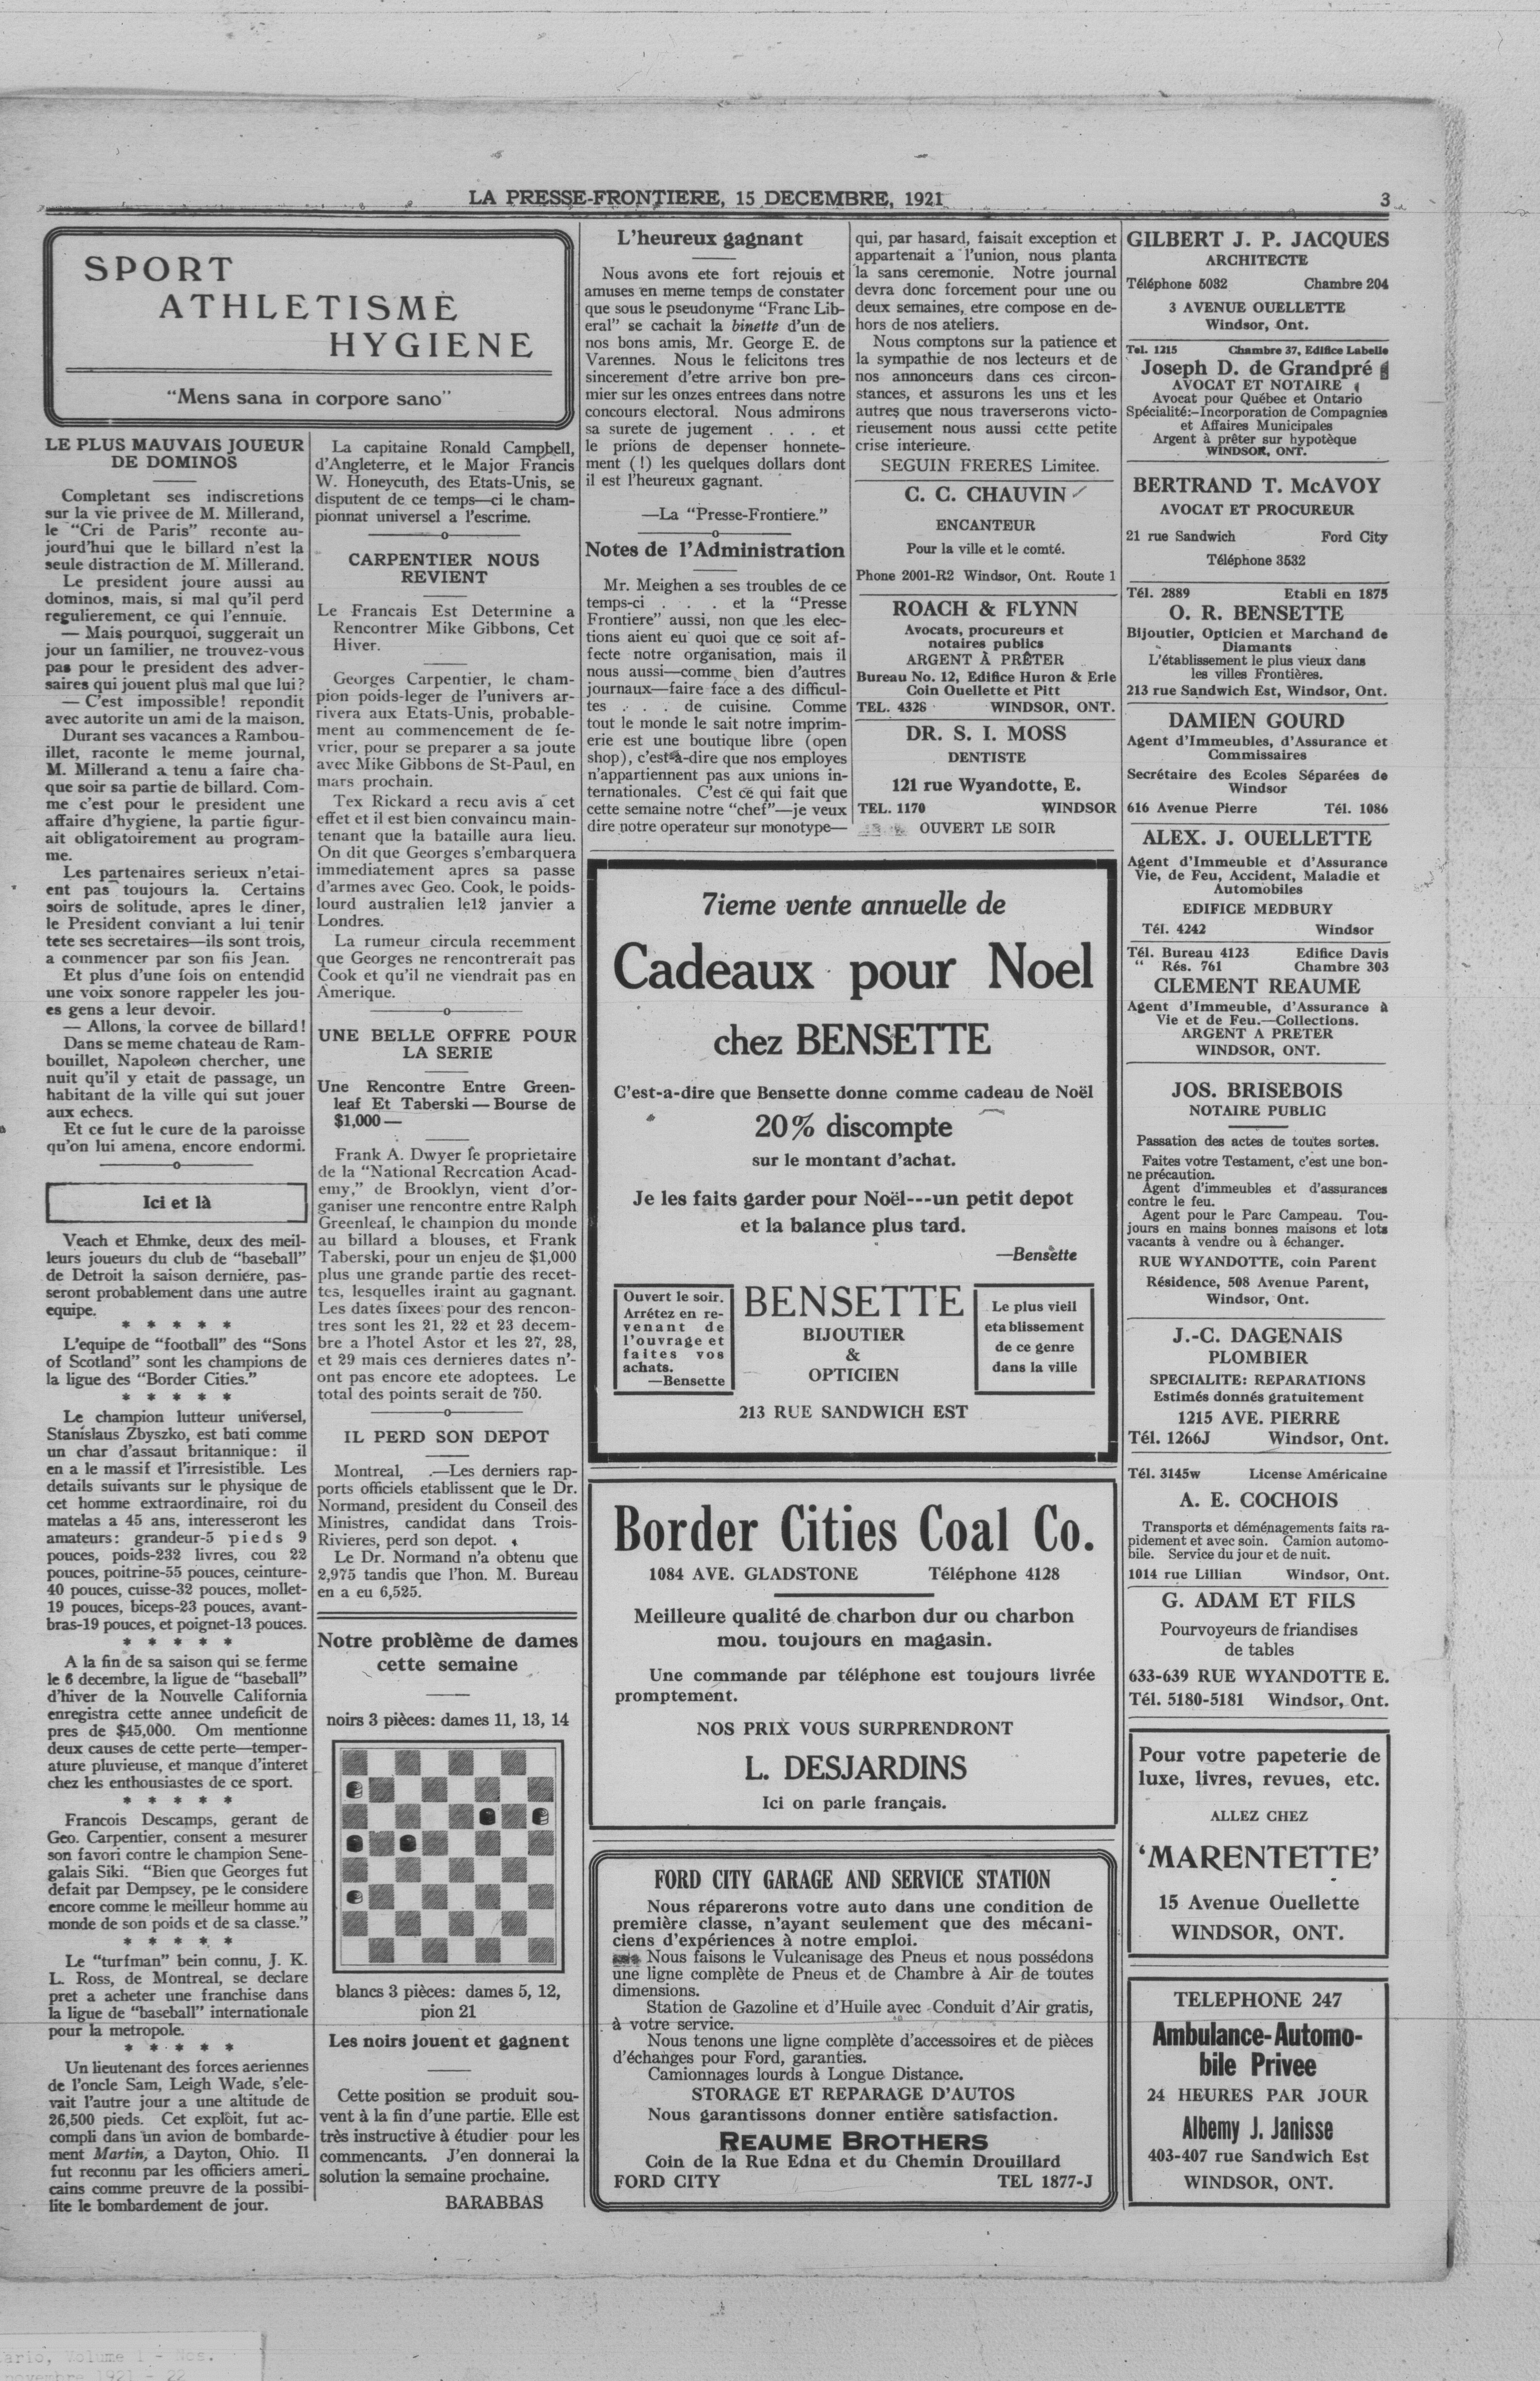 LA PRESSE-FRONTIERE, 15 DECEMBRE, 1921
3
SPORT
ATHLETISME
HYGIENE
"Mens sana in corpore sano"
LE PLUS MAUVAIS JOUEUR
DE DOMINOS
Completant ses indiscretions
sur la vie privee de M. Millerand,
le "Cri de Paris" reconte au-
jourd'hui que le billard n'est la
seule distraction de M. Millerand.
Le president joure aussi au
dominos, mais, si mal qu'il perd
regulierement, ce qui l'ennuie.
— Mais pourquoi, suggerait un
jour un familier, ne trouvez-vous
pas pour le president des adver-
saires qui jouent plus mal que lui?
— C'est impossible! repondit
avec autorite un ami de la maison.
Durant ses vacances a Rambou-
illet, raconte le meme journal,
M. Millerand a tenu a faire cha-
que soir sa partie de billard. Com-
me c'est pour le president une
affaire d'hygiene, la partie figur-
ait obligatoirement au program-
me.
Les partenaires serieux n'etai-
ent pas toujours la. Certains
soirs de solitude, apres le diner,
le President conviant a lui tenir
tete ses secretaires—ils sont trois,
a commencer par son fiis Jean.
Et plus d'une fois on entendid
une voix sonore rappeler les jou-
es gens a leur devoir.
— Allons, la corvee de billard!
Dans se meme chateau de Ram-
bouillet, Napoleon chercher, une
nuit qu'il y etait de passage, un
habitant de la ville qui sut jouer
aux echecs.
Et ce fut le cure de la paroisse
qu'on lui amena, encore endormi.
Ici et là
Veach et Ehmke, deux des meil-
leurs joueurs du club de "baseball"
de Detroit la saison derniére, pas-
seront probablement dans une autre
equipe.
* * * * *
L'equipe de "football" des "Sons
of Scotland" sont les champions de
la ligue des "Border Cities."
* * * * *
Le champion lutteur universel,
Stanislaus Zbyszko, est bati comme
un char d'assaut britannique: il
en a le massif et l'irresistible. Les
details suivants sur le physique de
cet homme extraordinaire, roi du
matelas a 45 ans, interesseront les
amateurs: grandeur-5 pieds 9
pouces, poids-232 livres, cou 22
pouces, poitrine-55 pouces, ceinture-
40 pouces, cuisse-32 pouces, mollet-
19 pouces, biceps-23 pouces, avant-
bras-19 pouces, et poignet-13 pouces.
* * * * *
A la fin de sa saison qui se ferme
le 6 decembre, la ligue de "baseball"
d'hiver de la Nouvelle California
enregistra cette annee undeficit de
pres de $45,000. Om mentionne
deux causes de cette perte—temper-
ature pluvieuse, et manque d'interet
chez les enthousiastes de ce sport.
* * * * *
Francois Descamps, gerant de
Geo. Carpentier, consent a mesurer
son favori contre le champion Sene-
galais Siki. "Bien que Georges fut
defait par Dempsey, pe le considere
encore comme le meilleur homme au
monde de son poids et de sa classe."
* * * * *
Le "turfman" bein connu, J. K.
L. Ross, de Montreal, se declare
pret a acheter une franchise dans
la ligue de "baseball" internationale
pour la metropole.
* * * * *
Un lieutenant des forces aeriennes
de l'oncle Sam, Leigh Wade, s'ele-
vait l'autre jour a une altitude de
26,500 pieds. Cet exploit, fut ac-
compli dans un avion de bombarde-
ment Martin, a Dayton, Ohio. Il
fut reconnu par les officiers ameri-
cains comme preuvre de la possibi-
lite le bombardement de jour.
La capitaine Ronald Campbell,
d'Angleterre, et le Major Francis
W. Honeycuth, des Etats-Unis, se
disputent de ce temps—ci le cham-
pionnat universel a l'escrime.
CARPENTIER NOUS
REVIENT
Le Francais Est Determine a
Rencontrer Mike Gibbons, Cet
Hiver.
Georges Carpentier, le cham-
pion poids-leger de l'univers ar-
rivera aux Etats-Unis, probable-
ment au commencement de fe-
vrier, pour se preparer a sa joute
avec Mike Gibbons de St-Paul, en
mars prochain.
Tex Rickard a recu avis a cet
effet et il est bien convaincu main-
tenant que la bataille aura lieu.
On dit que Georges s'embarquera
immediatement apres sa passe
d'armes avec Geo. Cook, le poids-
lourd australien le12 janvier a
Londres.
La rumeur circula recemment
que Georges ne rencontrerait pas
Cook et qu'il ne viendrait pas en
Amerique.
UNE BELLE OFFRE POUR
LA SERIE
Une Rencontre Entre Green-
leaf Et Taberski — Bourse de
$1,000 —
Frank A. Dwyer le proprietaire
de la "National Recrcation Acad-
emy," de Brooklyn, vient d'or-
ganiser une rencontre entre Ralph
Greenleaf, le champion du monde
au billard a blouses, et Frank
Taberski, pour un enjeu de $1,000
plus une grande partie des recet-
tes, lesquelles iraint au gagnant.
Les dates fixees pour des rencon-
tres sont les 21, 22 et 23 decem-
bre a l'hotel Astor et les 27, 28,
et 29 mais ces dernieres dates n'-
ont pas encore ete adoptees. Le
total des points serait de 750.
IL PERD SON DEPOT
Montreal, .—Les derniers rap-
ports officiels etablissent que le Dr.
Normand, president du Conseil des
Ministres, candidat dans Trois-
Rivieres, perd son depot.
Le Dr. Normand n'a obtenu que
2,975 tandis que l'hon. M. Bureau
en a eu 6,525.
Notre problème de dames
cette semaine
noirs 3 pièces: dames 11, 13, 14
blancs 3 pièces: dames 5, 12,
pion 21
Les noirs jouent et gagnent
Cette position se produit sou-
vent à la fin d'une partie. Elle est
très instructive à étudier pour les
commencants. J'en donnerai la
solution la semaine prochaine.
BARABBAS
L'heureux gagnant
Nous avons ete fort rejouis et
amuses en meme temps de constater
que sous le pseudonyme "Franc Lib-
eral" se cachait la binette d'un de
nos bons amis, Mr. George E. de
Varennes. Nous le felicitons tres
sincerement d'etre arrive bon pre-
mier sur les onzes entrees dans notre
concours electoral. Nous admirons
sa surete de jugement . . . et
le prions de depenser honnete-
ment (!) les quelques dollars dont
il est l'heureux gagnant.
—La "Presse-Frontiere."
Notes de l'Administration
Mr. Meighen a ses troubles de ce
temps-ci . . . et la "Presse
Frontiere" aussi, non que les elec-
tions aient eu quoi que ce soit af-
fecte notre organisation, mais il
nous aussi—comme bien d'autres
journaux—faire face a des difficul-
tes . . . de cuisine. Comme
tout le monde le sait notre imprim-
erie est une boutique libre (open
shop), c'est-à-dire que nos employes
n'appartiennent pas aux unions in-
ternationales. C'est ce qui fait que
cette semaine notre "chef"—je veux
dire notre operateur sur monotype—
qui, par hasard, faisait exception et
appartenait a l'union, nous planta
la sans ceremonie. Notre journal
devra donc forcement pour une ou
deux semaines, etre compose en de-
hors de nos ateliers.
Nous comptons sur la patience et
la sympathie de nos lecteurs et de
nos annonceurs dans ces circon-
stances, et assurons les uns et les
autres que nous traverserons victo-
rieusement nous aussi cette petite
crise interieure.
SEGUIN FRERES Limitee.
C. C. CHAUVIN
ENCANTEUR
Pour la ville et le comté.
Phone 2001-R2 Windsor, Ont. Route 1
ROACH & FLYNN
Avocats, procureurs et
notaires publics
ARGENT À PRÊTER
Bureau No. 12, Edifice Huron & Erie
Coin Ouellette et Pitt
TEL. 4328 WINDSOR, ONT.
DR. S. I. MOSS
DENTISTE
121 rue Wyandotte, E.
TEL. 1170 WINDSOR
OUVERT LE SOIR
7ieme vente annuelle de
Cadeaux pour Noel
chez BENSETTE
C'est-a-dire que Bensette donne comme cadeau de Noël
20% discompte
sur le montant d'achat.
Je les faits garder pour Noël---un petit depot
et la balance plus tard.
—Bensette
Ouvert le soir.
Arrétez en re-
venant de
l'ouvrage et
faites vos
achats.
—Bensette
BENSETTE
BIJOUTIER
&
OPTICIEN
Le plus vieil
etablissement
de ce genre
dans la ville
213 RUE SANDWICH EST
Border Cities Coal Co.
1084 AVE. GLADSTONE Téléphone 4128
Meilleure qualité de charbon dur ou charbon
mou. toujours en magasin.
Une commande par téléphone est toujours livrée
promptement.
NOS PRIX VOUS SURPRENDRONT
L. DESJARDINS
Ici on parle français.
FORD CITY GARAGE AND SERVICE STATION
Nous réparerons votre auto dans une condition de
première classe, n'ayant seulement que des mécani-
ciens d'expériences à notre emploi.
Nous faisons le Vulcanisage des Pneus et nous possédons
une ligne complète de Pneus et de Chambre à Air de toutes
dimensions.
Station de Gazoline et d'Huile avec Conduit d'Air gratis,
à votre service.
Nous tenons une ligne complète d'accessoires et de pièces
d'échanges pour Ford, garanties.
Camionnages lourds à Longue Distance.
STORAGE ET REPARAGE D'AUTOS
Nous garantissons donner entière satisfaction.
REAUME BROTHERS
Coin de la Rue Edna et du Chemin Drouillard
FORD CITY TEL 1877-J
GILBERT J. P. JACQUES
ARCHITECTE
Téléphone 5032 Chambre 204
3 AVENUE OUELLETTE
Windsor, Ont.
Tel. 1215 Chambre 37, Edifice Labelle
Joseph D. de Grandpré
AVOCAT ET NOTAIRE
Avocat pour Québec et Ontario
Spécialité:-Incorporation de Compagnies
et Affaires Municipales
Argent à prêter sur hypotèque
WINDSOR, ONT.
BERTRAND T. McAVOY
AVOCAT ET PROCUREUR
21 rue Sandwich Ford City
Téléphone 3532
Tél. 2889 Etabli en 1875
O. R. BENSETTE
Bijoutier, Opticien et Marchand de
Diamants
L'établissement le plus vieux dans
les villes Frontières.
213 rue Sandwich Est, Windsor, Ont.
DAMIEN GOURD
Agent d'Immeubles, d'Assurance et
Commissaires
Secrétaire des Ecoles Séparées de
Windsor
616 Avenue Pierre Tél. 1086
ALEX. J. OUELLETTE
Agent d'Immeuble et d'Assurance
Vie, de Feu, Accident, Maladie et
Automobiles
EDIFICE MEDBURY
Tél. 4242 Windsor
Tél. Bureau 4123 Edifice Davis
" Rés. 761 Chambre 303
CLEMENT REAUME
Agent d'Immeuble, d'Assurance à
Vie et de Feu.—Collections.
ARGENT A PRETER
WINDSOR, ONT.
JOS. BRISEBOIS
NOTAIRE PUBLIC
Passation des actes de toutes sortes.
Faites votre Testament, c'est une bon-
ne précaution.
Agent d'immeubles et d'assurances
contre le feu.
Agent pour le Parc Campeau. Tou-
jours en mains bonnes maisons et lots
vacants à vendre ou à échanger.
RUE WYANDOTTE, coin Parent
Résidence, 508 Avenue Parent,
Windsor, Ont.
J.-C. DAGENAIS
PLOMBIER
SPECIALITE: REPARATIONS
Estimés donnés gratuitement
1215 AVE. PIERRE
Tél. 1266J Windsor, Ont.
Tél. 3145w License Américaine
A. E. COCHOIS
Transports et déménagements faits ra-
pidement et avec soin. Camion automo-
bile. Service du jour et de nuit.
1014 rue Lillian Windsor, Ont.
G. ADAM ET FILS
Pourvoyeurs de friandises
de tables
633-639 RUE WYANDOTTE E.
Tél. 5180-5181 Windsor, Ont.
Pour votre papeterie de
luxe, livres, revues, etc.
ALLEZ CHEZ
'MARENTETTE'
15 Avenue Ouellette
WINDSOR, ONT.
TELEPHONE 247
Ambulance-Automo-
bile Privee
24 HEURES PAR JOUR
Albemy J. Janisse
403-407 rue Sandwich Est
WINDSOR, ONT.
ario, Volume 1 - Nos.
novembre 1921 - 22